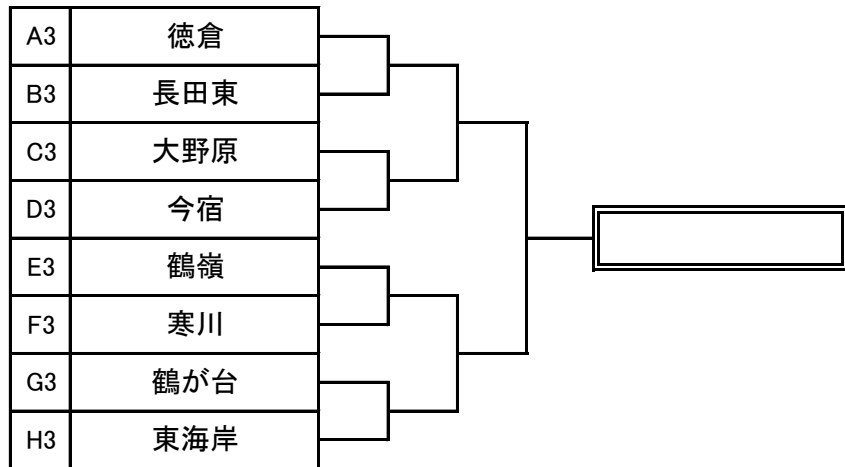 A3 徳倉
B3 長田東
C3 大野原
D3 今宿
E3 鶴嶺
F3 寒川
G3 鶴が台
H3 東海岸